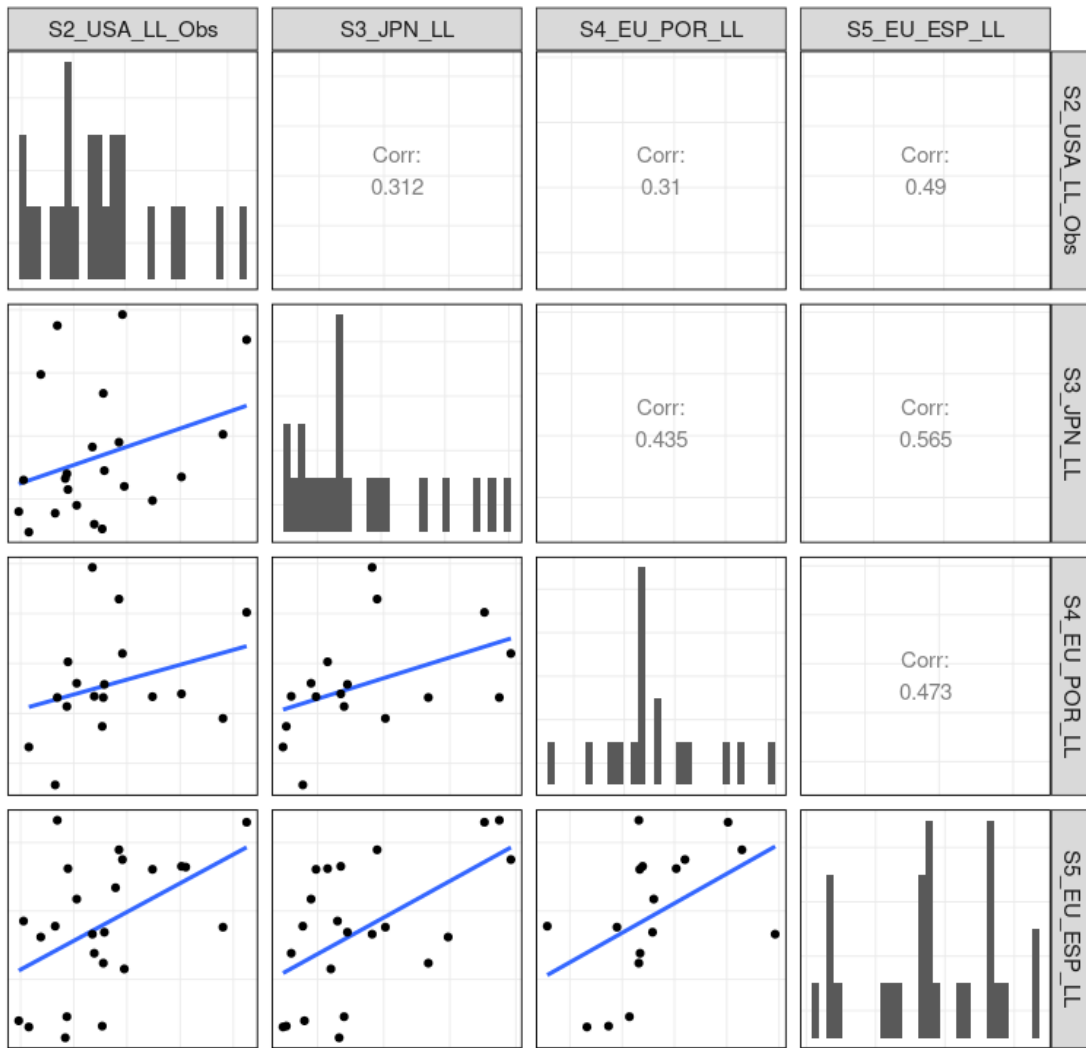 S2_USA_LL_Obs
S3_JPN_LL
S4_EU_POR_LL
S5_EU_ESP_LL
Corr:
0.312
Corr:
0.31
Corr:
0.49
S2_USA_LL_Obs
Corr:
0.435
Corr:
0.565
S3_JPN_LL
Corr:
0.473
S4_EU_POR_LL
S5_EU_ESP_LL